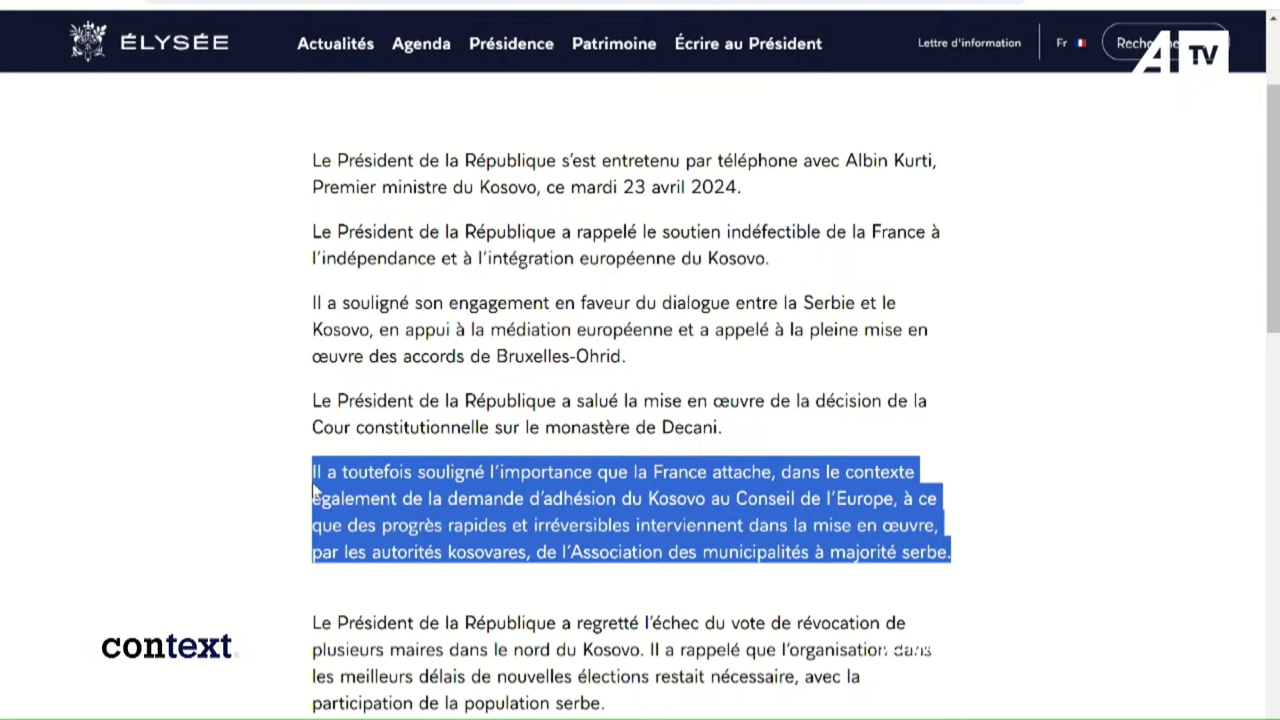 ÉLYSÉE
Actualités Agenda Présidence Patrimoine Écrire au Président
Lettre d'information
Fr
A TV
Le Président de la République s'est entretenu par téléphone avec Albin Kurti,
Premier ministre du Kosovo, ce mardi 23 avril 2024.
Le Président de la République a rappelé le soutien indéfectible de la France à
l'indépendance et à l'intégration européenne du Kosovo.
Il a souligné son engagement en faveur du dialogue entre la Serbie et le
Kosovo, en appui à la médiation européenne et a appelé à la pleine mise en
œuvre des accords de Bruxelles-Ohrid.
Le Président de la République a salué la mise en œuvre de la décision de la
Cour constitutionnelle sur le monastère de Decani.
Il a toutefois souligné l'importance que la France attache, dans le contexte
également de la demande d'adhésion du Kosovo au Conseil de l'Europe, à ce
que des progrès rapides et irréversibles interviennent dans la mise en œuvre,
par les autorités kosovares, de l'Association des municipalités à majorité serbe.
Le Président de la République a regretté l'échec du vote de révocation de
plusieurs maires dans le nord du Kosovo. Il a rappelé que l'organisation dans
les meilleurs délais de nouvelles élections restait nécessaire, avec la
participation de la population serbe.
context.